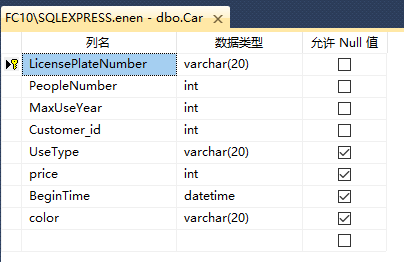 FC10\SQLEXPRESS.enen - dbo.Car
列名 数据类型 允许 Null 值
LicensePlateNumber varchar(20)
PeopleNumber int
MaxUseYear int
Customer_id int
UseType varchar(20)
price int
BeginTime datetime
color varchar(20)